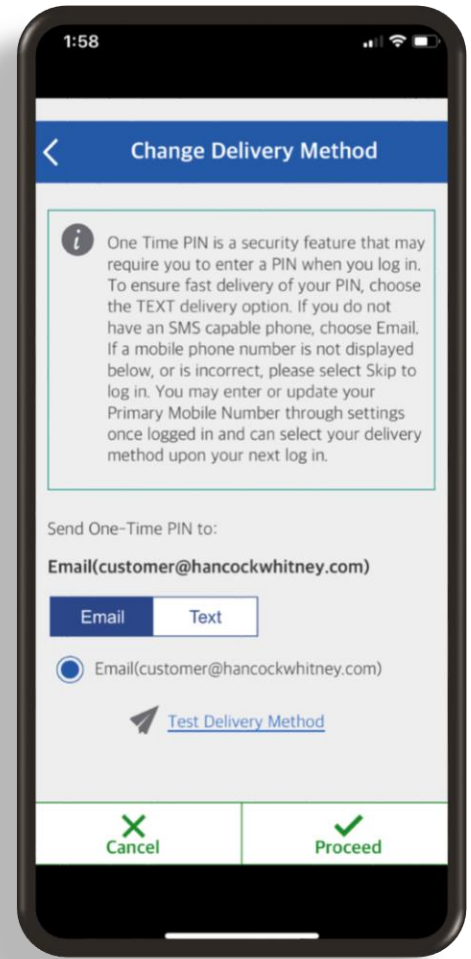 1:58
Change Delivery Method
One Time PIN is a security feature that may
require you to enter a PIN when you log in.
To ensure fast delivery of your PIN, choose
the TEXT delivery option. If you do not
have an SMS capable phone, choose Email.
If a mobile phone number is not displayed
below, or is incorrect, please select Skip to
log in. You may enter or update your
Primary Mobile Number through settings
once logged in and can select your delivery
method upon your next log in.
Send One-Time PIN to:
Email(customer@hancockwhitney.com)
Email Text
Email(customer@hancockwhitney.com)
Test Delivery Method
Cancel Proceed